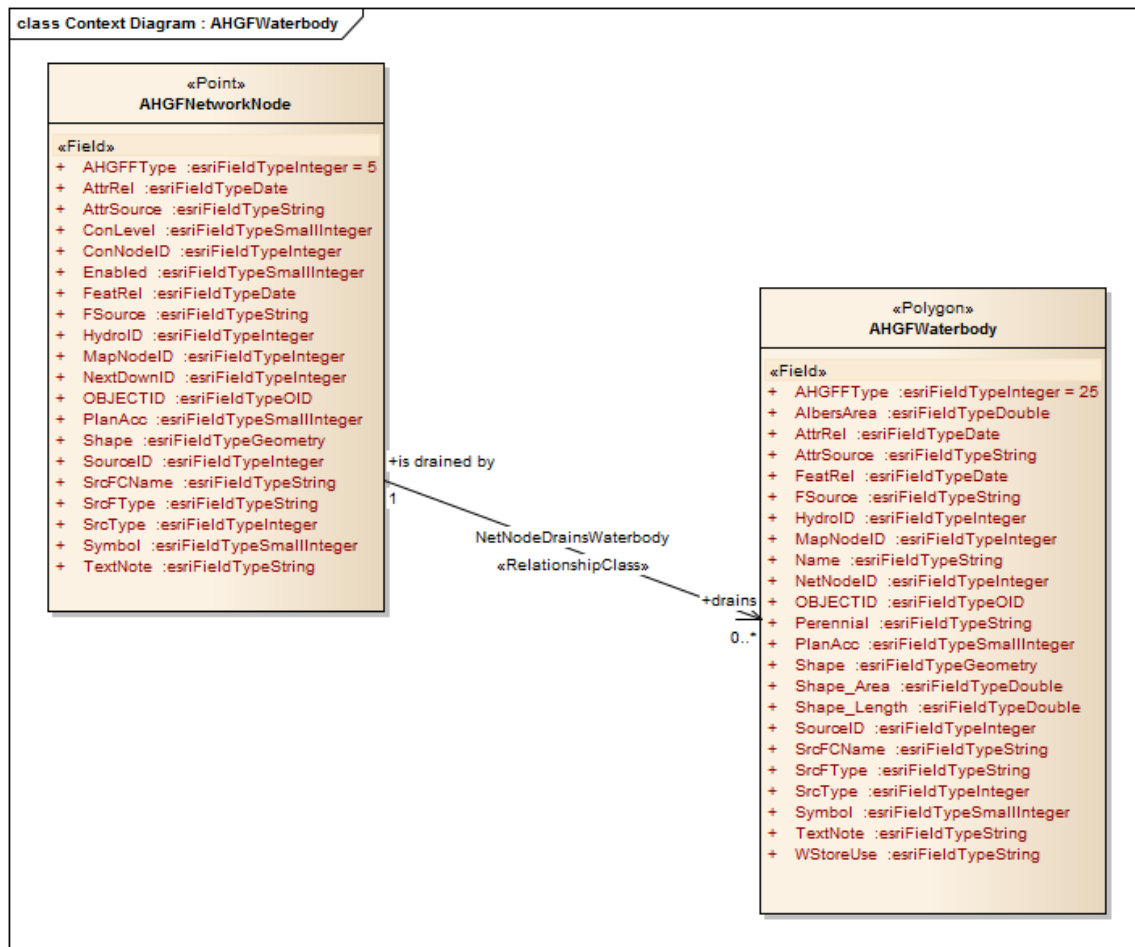 class Context Diagram : AHGFWaterbody
«Point»
AHGFNetworkNode
«Field»
+ AHGFFType :esriFieldTypeInteger = 5
+ AttrRel :esriFieldTypeDate
+ AttrSource :esriFieldTypeString
+ ConLevel :esriFieldTypeSmallInteger
+ ConNodeID :esriFieldTypeInteger
+ Enabled :esriFieldTypeSmallInteger
+ FeatRel :esriFieldTypeDate
+ FSource :esriFieldTypeString
+ HydroID :esriFieldTypeInteger
+ MapNodeID :esriFieldTypeInteger
+ NextDownID :esriFieldTypeInteger
+ OBJECTID :esriFieldTypeOID
+ PlanAcc :esriFieldTypeSmallInteger
+ Shape :esriFieldTypeGeometry
+ SourceID :esriFieldTypeInteger
+ SrcFCName :esriFieldTypeString
+ SrcFType :esriFieldTypeString
+ SrcType :esriFieldTypeInteger
+ Symbol :esriFieldTypeSmallInteger
+ TextNote :esriFieldTypeString
+is drained by
1
NetNodeDrainsWaterbody
«RelationshipClass»
+drains
0..*
«Polygon»
AHGFWaterbody
«Field»
+ AHGFFType :esriFieldTypeInteger = 25
+ AlbersArea :esriFieldTypeDouble
+ AttrRel :esriFieldTypeDate
+ AttrSource :esriFieldTypeString
+ FeatRel :esriFieldTypeDate
+ FSource :esriFieldTypeString
+ HydroID :esriFieldTypeInteger
+ MapNodeID :esriFieldTypeInteger
+ Name :esriFieldTypeString
+ NetNodeID :esriFieldTypeInteger
+ OBJECTID :esriFieldTypeOID
+ Perennial :esriFieldTypeString
+ PlanAcc :esriFieldTypeSmallInteger
+ Shape :esriFieldTypeGeometry
+ Shape_Area :esriFieldTypeDouble
+ Shape_Length :esriFieldTypeDouble
+ SourceID :esriFieldTypeInteger
+ SrcFCName :esriFieldTypeString
+ SrcFType :esriFieldTypeString
+ SrcType :esriFieldTypeInteger
+ Symbol :esriFieldTypeSmallInteger
+ TextNote :esriFieldTypeString
+ WStoreUse :esriFieldTypeString